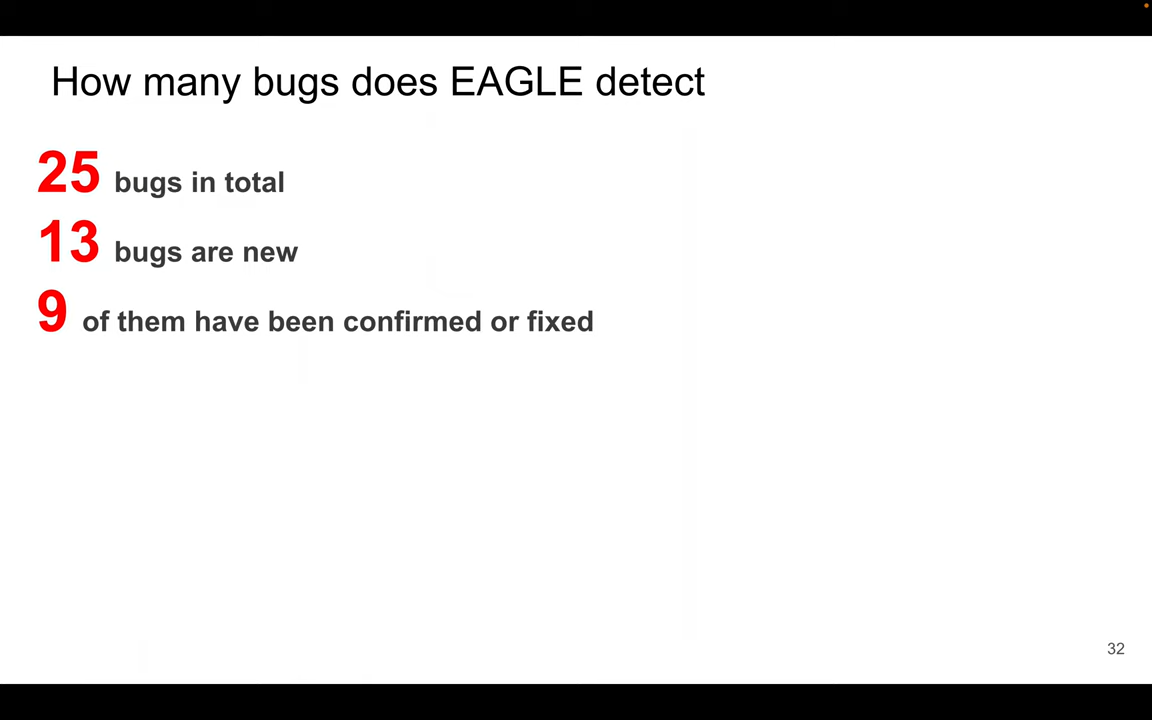 How many bugs does EAGLE detect
25 bugs in total
13 bugs are new
9 of them have been confirmed or fixed
32